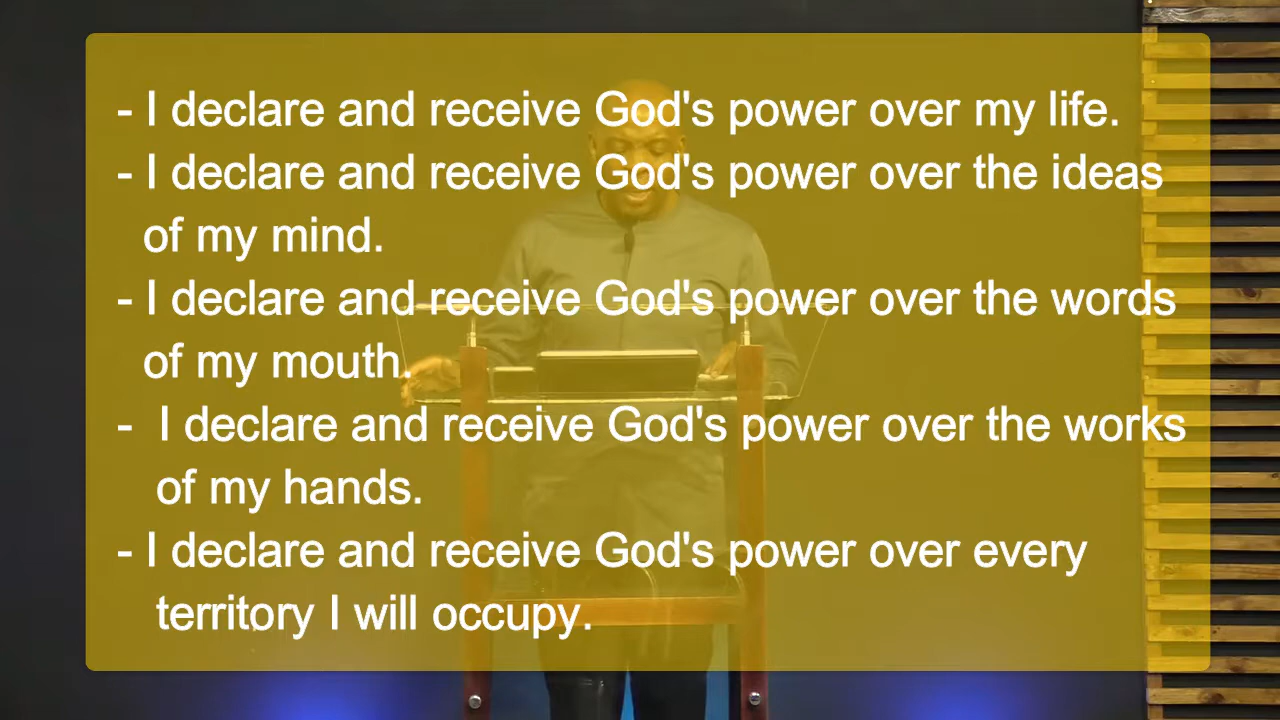 - I declare and receive God's power over my life.
- I declare and receive God's power over the ideas
of my mind.
- I declare and receive God's power over the words
of my mouth.
- I declare and receive God's power over the works
of my hands.
- I declare and receive God's power over every
territory I will occupy.